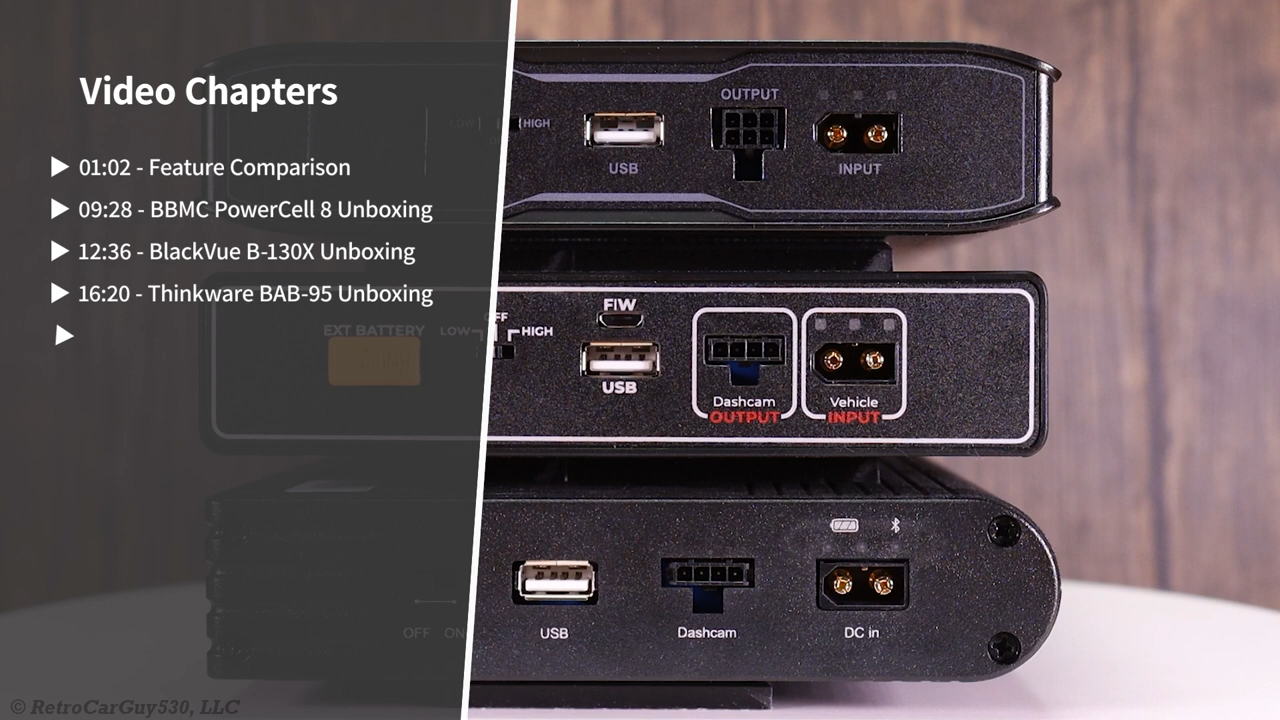 Video Chapters
01:02 - Feature Comparison
09:28 - BBMC PowerCell 8 Unboxing
12:36 - BlackVue B-130X Unboxing
16:20 - Thinkware BAB-95 Unboxing
LOW HIGH
USB
OUTPUT
INPUT
EXT BATTERY
LOW
FF
HIGH
F/W
USB
Dashcam
OUTPUT
Vehicle
INPUT
OFF ON
USB
Dashcam
DC in
© RetroCarGuy530, LLC